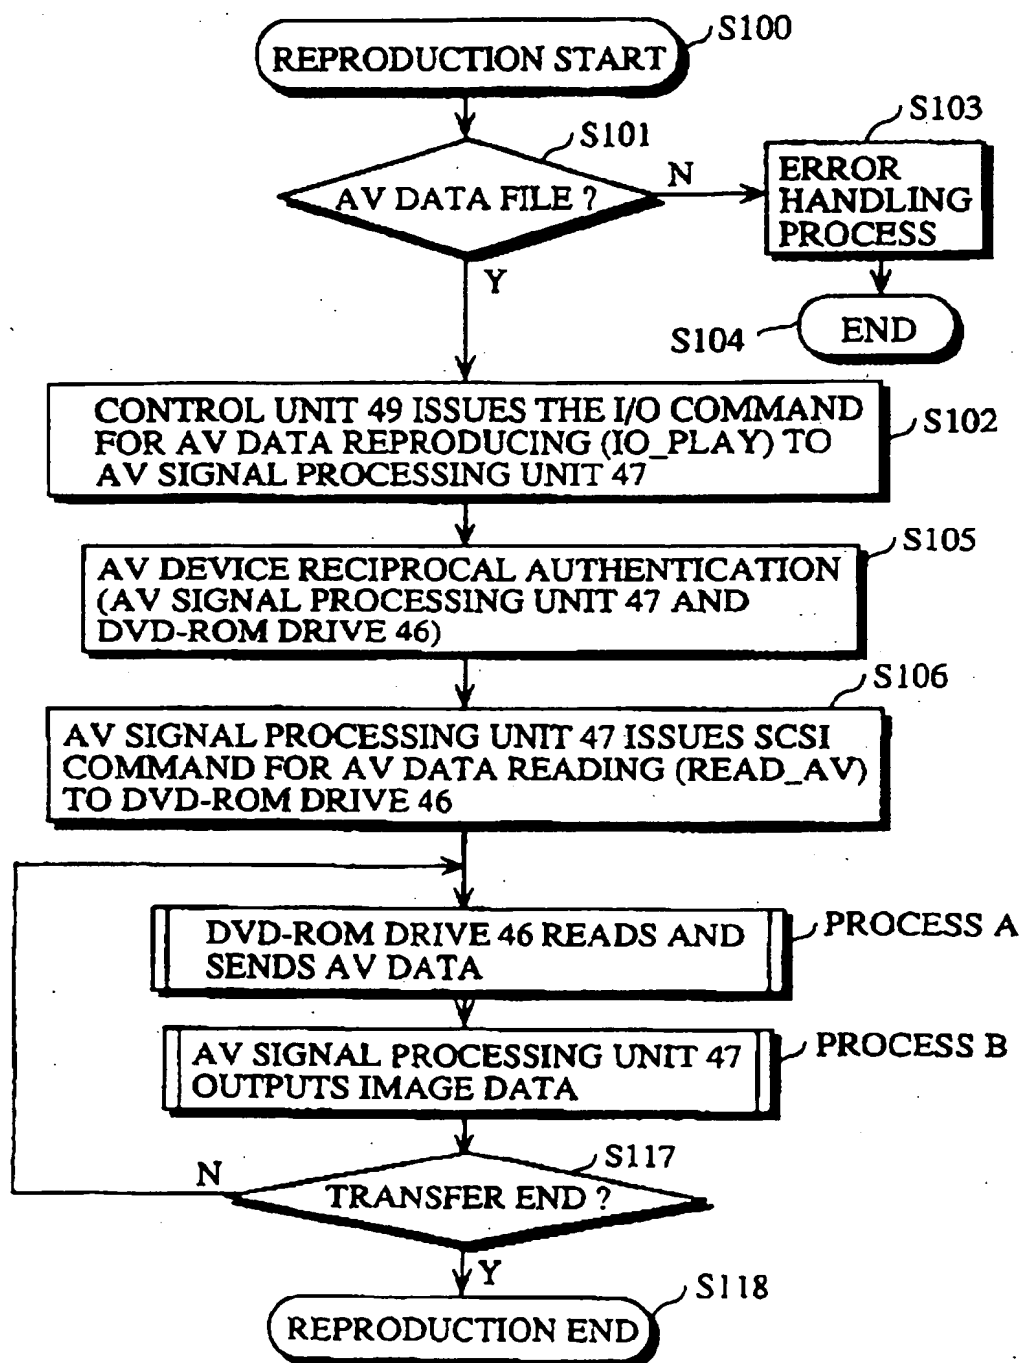 REPRODUCTION START
S100
S101
AV DATA FILE ?
N
Y
S103
ERROR
HANDLING
PROCESS
S104
END
CONTROL UNIT 49 ISSUES THE I/O COMMAND
FOR AV DATA REPRODUCING (IO_PLAY) TO
AV SIGNAL PROCESSING UNIT 47
S102
S105
AV DEVICE RECIPROCAL AUTHENTICATION
(AV SIGNAL PROCESSING UNIT 47 AND
DVD-ROM DRIVE 46)
S106
AV SIGNAL PROCESSING UNIT 47 ISSUES SCSI
COMMAND FOR AV DATA READING (READ_AV)
TO DVD-ROM DRIVE 46
DVD-ROM DRIVE 46 READS AND
SENDS AV DATA
PROCESS A
AV SIGNAL PROCESSING UNIT 47
OUTPUTS IMAGE DATA
PROCESS B
S117
N
TRANSFER END ?
Y
S118
REPRODUCTION END